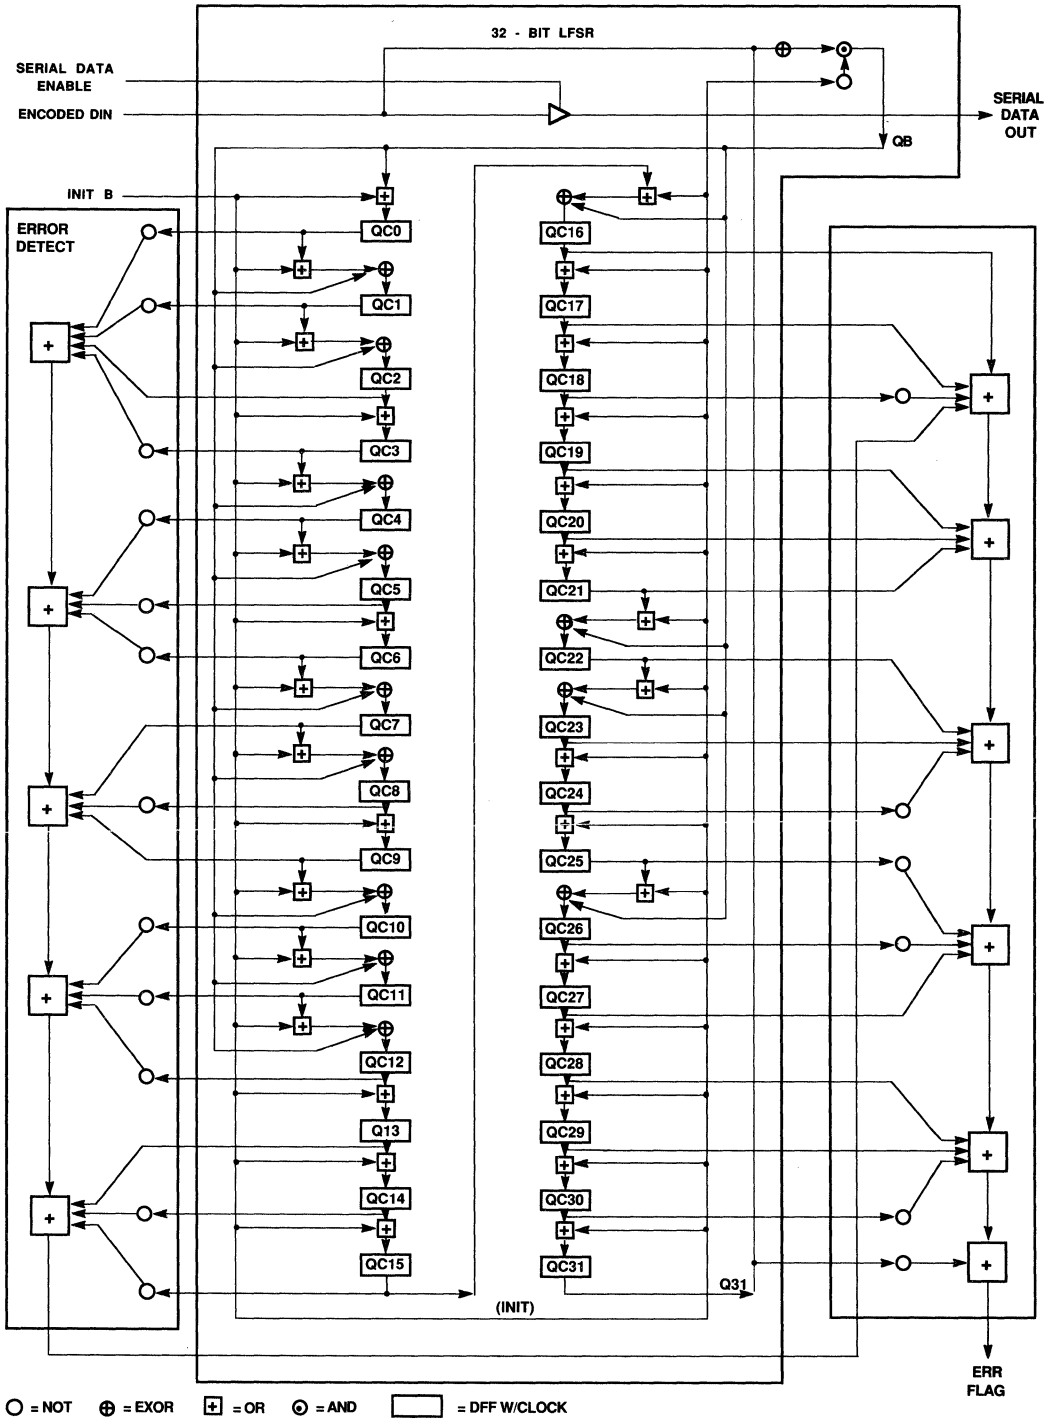 32 - BIT LFSR
SERIAL DATA
ENABLE
ENCODED DIN
SERIAL
DATA
OUT
QB
INIT B
ERROR
DETECT
QC0
QC1
QC2
QC3
QC4
QC5
QC6
QC7
QC8
QC9
QC10
QC11
QC12
Q13
QC14
QC15
QC16
QC17
QC18
QC19
QC20
QC21
QC22
QC23
QC24
QC25
QC26
QC27
QC28
QC29
QC30
QC31
Q31
(INIT)
ERR
FLAG
= NOT
= EXOR
= OR
= AND
= DFF W/CLOCK